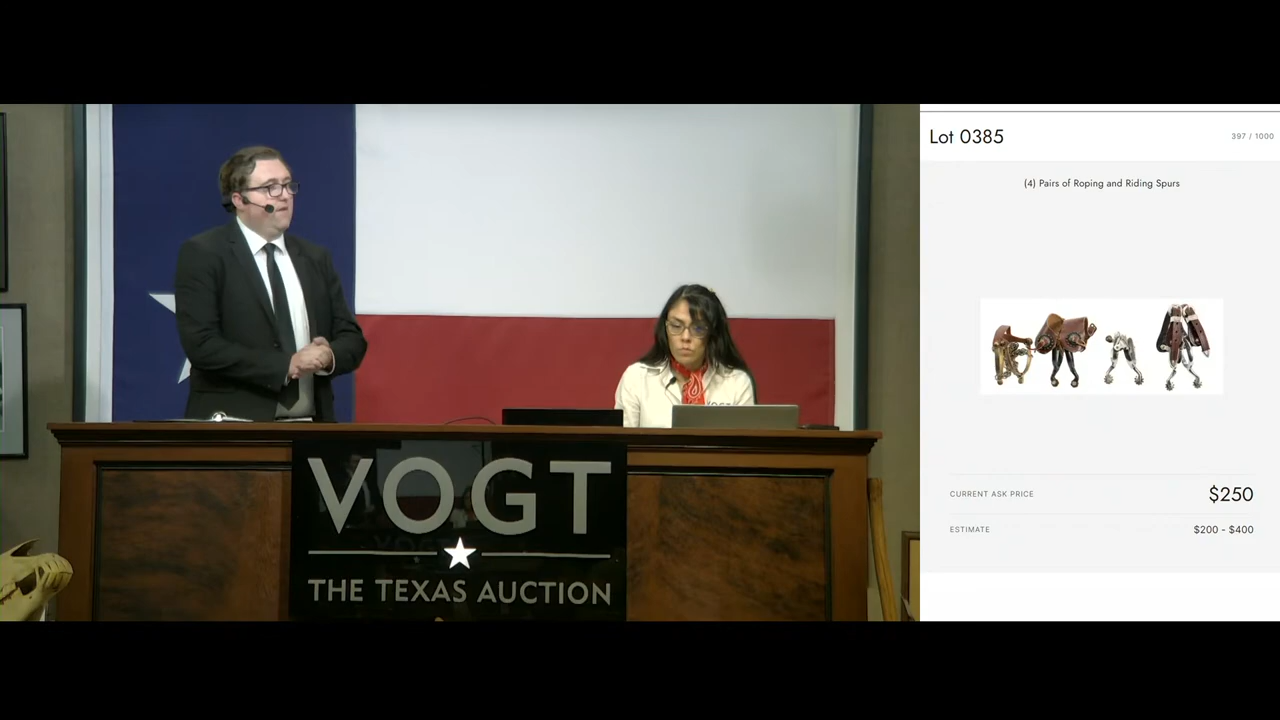 VOGT
THE TEXAS AUCTION
Lot 0385
397 / 1000
(4) Pairs of Roping and Riding Spurs
CURRENT ASK PRICE
$250
ESTIMATE
$200 - $400
VOGT